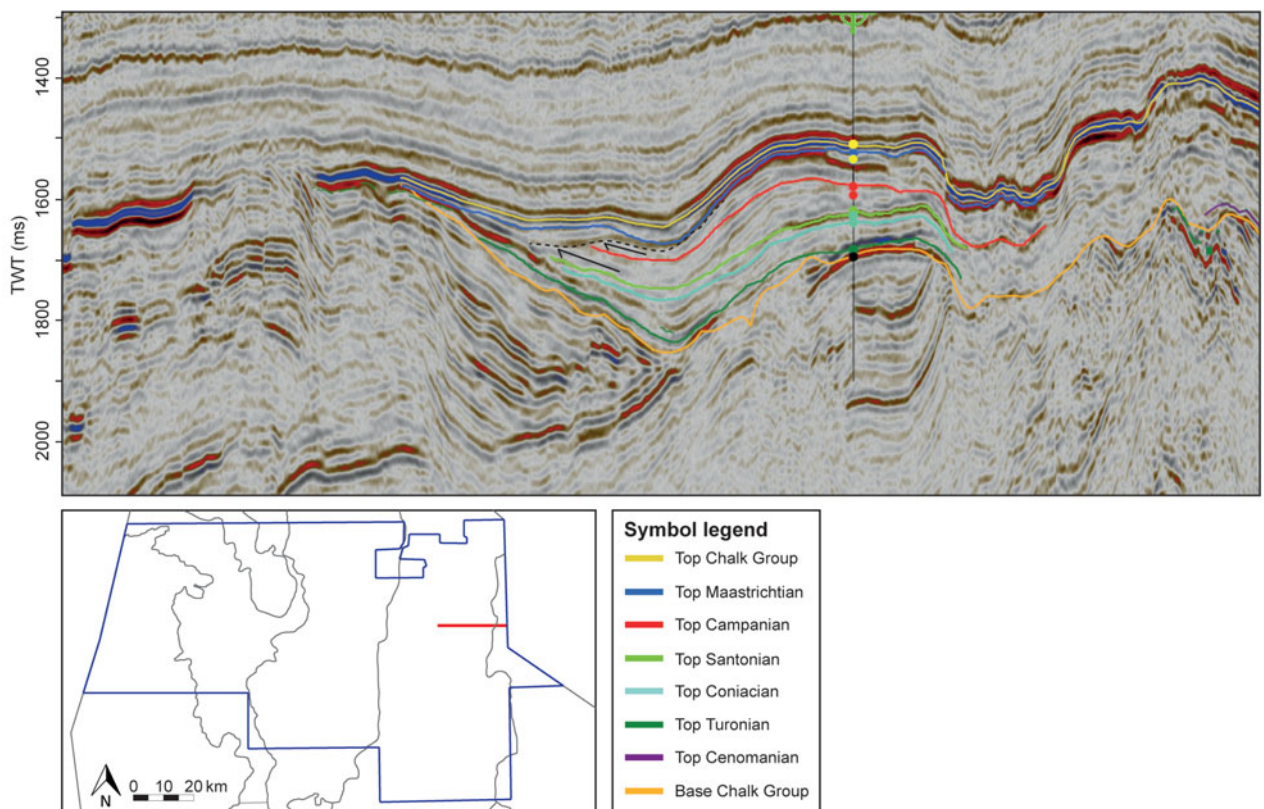 1400
1600
TWT (ms)
1800
2000
N
0 10 20 km
Symbol legend
Top Chalk Group
Top Maastrichtian
Top Campanian
Top Santonian
Top Coniacian
Top Turonian
Top Cenomanian
Base Chalk Group